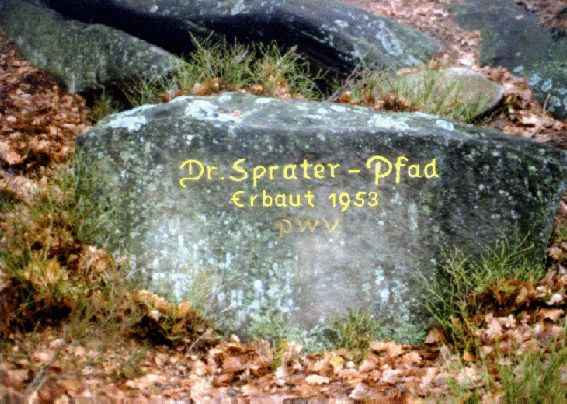 Dr. Sprater-Pfad
Erbaut 1953
PWV